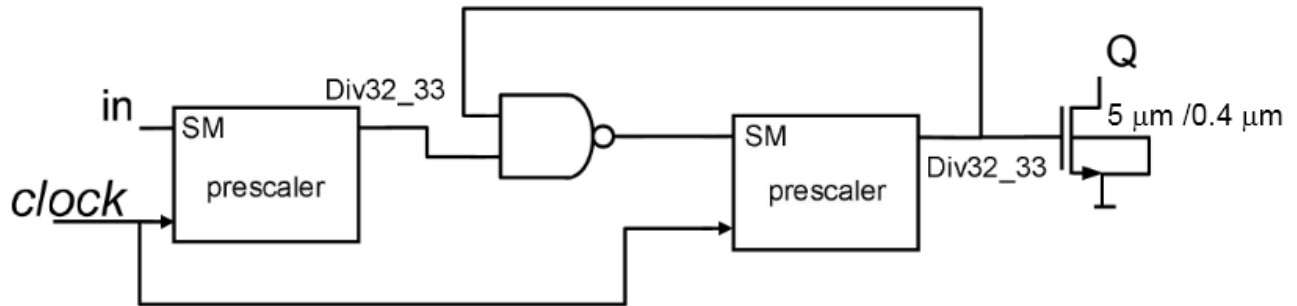 Q
Div32_33
5 μm /0.4 μm
in
SM
SM
Div32_33
prescaler
prescaler
clock